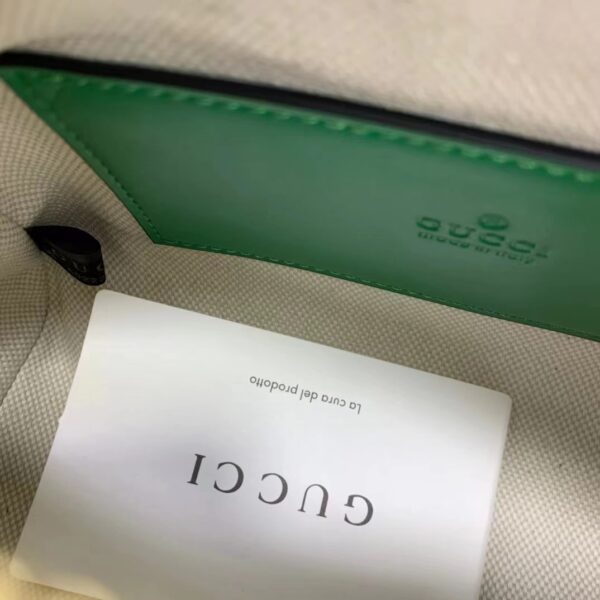 GUCCI
made in italy
La cura del prodotto
GUCCI